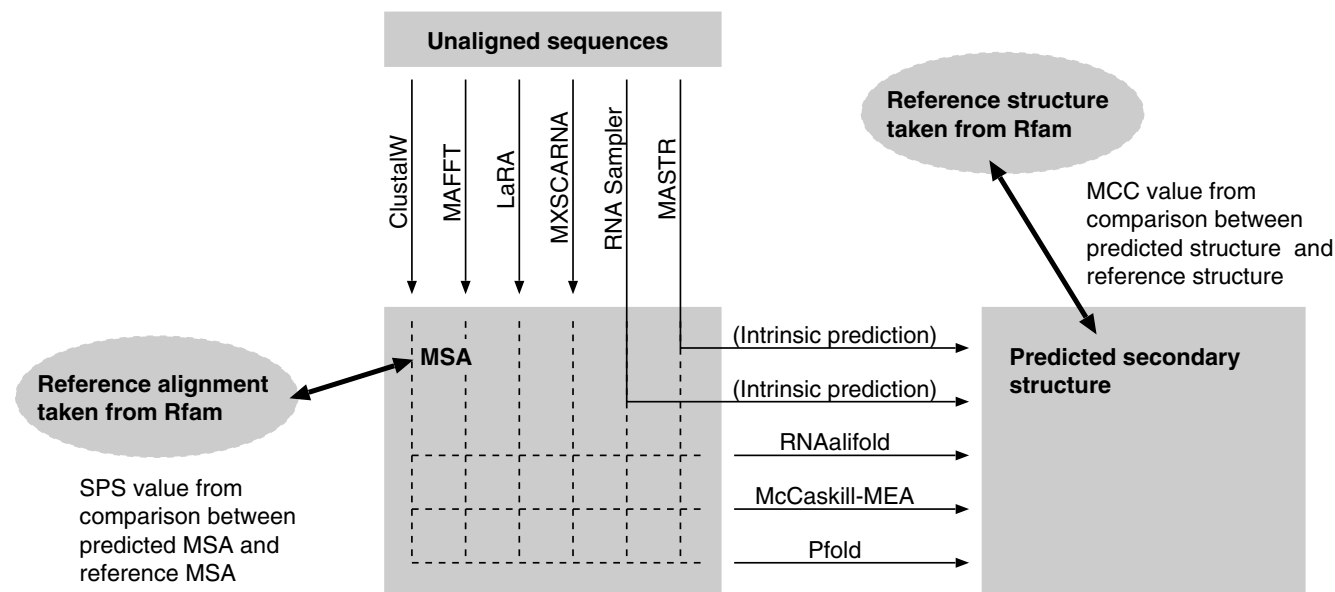 Unaligned sequences
ClustalW
MAFFT
LaRA
MXSCARNA
RNA Sampler
MASTR
Reference structure
taken from Rfam
MCC value from
comparison between
predicted structure and
reference structure
MSA
(Intrinsic prediction)
(Intrinsic prediction)
RNAalifold
McCaskill-MEA
Pfold
Predicted secondary
structure
Reference alignment
taken from Rfam
SPS value from
comparison between
predicted MSA and
reference MSA